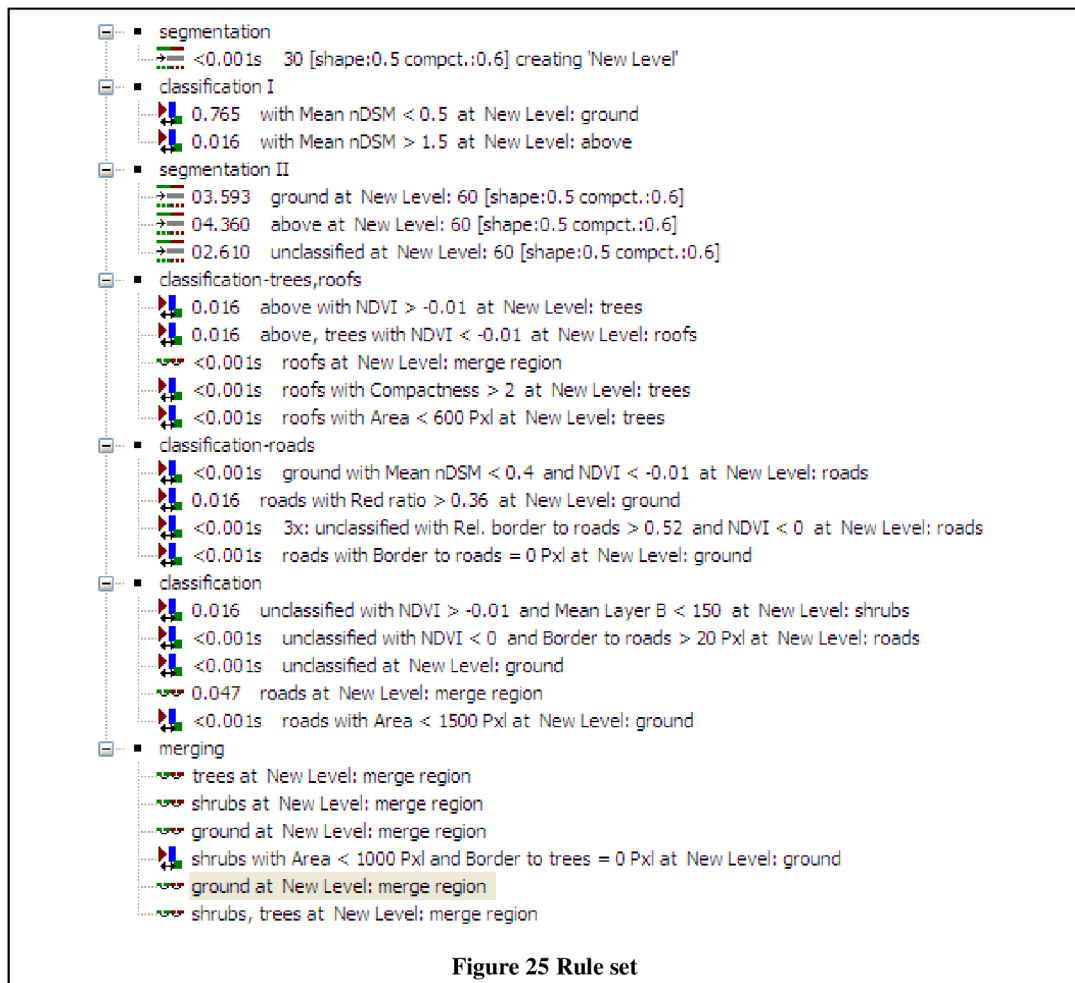 segmentation
<0.001s 30 [shape:0.5 compct.:0.6] creating 'New Level'
classification I
0.765 with Mean nDSM < 0.5 at New Level: ground
0.016 with Mean nDSM > 1.5 at New Level: above
segmentation II
03.593 ground at New Level: 60 [shape:0.5 compct.:0.6]
04.360 above at New Level: 60 [shape:0.5 compct.:0.6]
02.610 unclassified at New Level: 60 [shape:0.5 compct.:0.6]
classification-trees,roofs
0.016 above with NDVI > -0.01 at New Level: trees
0.016 above, trees with NDVI < -0.01 at New Level: roofs
<0.001s roofs at New Level: merge region
<0.001s roofs with Compactness > 2 at New Level: trees
<0.001s roofs with Area < 600 Pxl at New Level: trees
classification-roads
<0.001s ground with Mean nDSM < 0.4 and NDVI < -0.01 at New Level: roads
0.016 roads with Red ratio > 0.36 at New Level: ground
<0.001s 3x: unclassified with Rel. border to roads > 0.52 and NDVI < 0 at New Level: roads
<0.001s roads with Border to roads = 0 Pxl at New Level: ground
classification
0.016 unclassified with NDVI > -0.01 and Mean Layer B < 150 at New Level: shrubs
<0.001s unclassified with NDVI < 0 and Border to roads > 20 Pxl at New Level: roads
<0.001s unclassified at New Level: ground
0.047 roads at New Level: merge region
<0.001s roads with Area < 1500 Pxl at New Level: ground
merging
trees at New Level: merge region
shrubs at New Level: merge region
ground at New Level: merge region
shrubs with Area < 1000 Pxl and Border to trees = 0 Pxl at New Level: ground
ground at New Level: merge region
shrubs, trees at New Level: merge region
Figure 25 Rule set